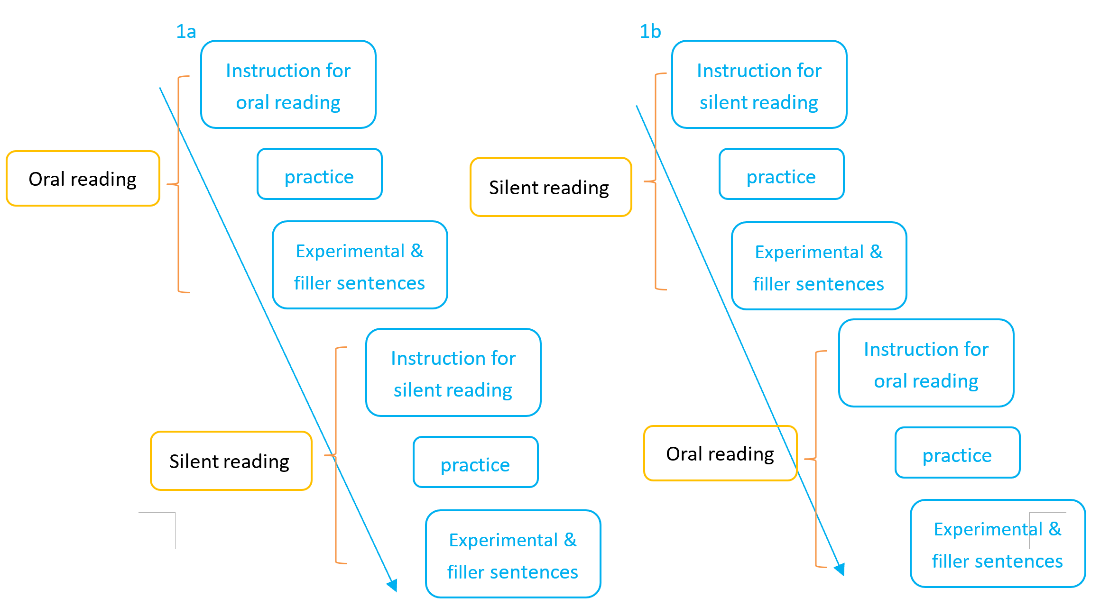 1a
Instruction for
oral reading
Oral reading
practice
Experimental &
filler sentences
Instruction for
silent reading
Silent reading
practice
Experimental &
filler sentences
1b
Instruction for
silent reading
Silent reading
practice
Experimental &
filler sentences
Instruction for
oral reading
Oral reading
practice
Experimental &
filler sentences